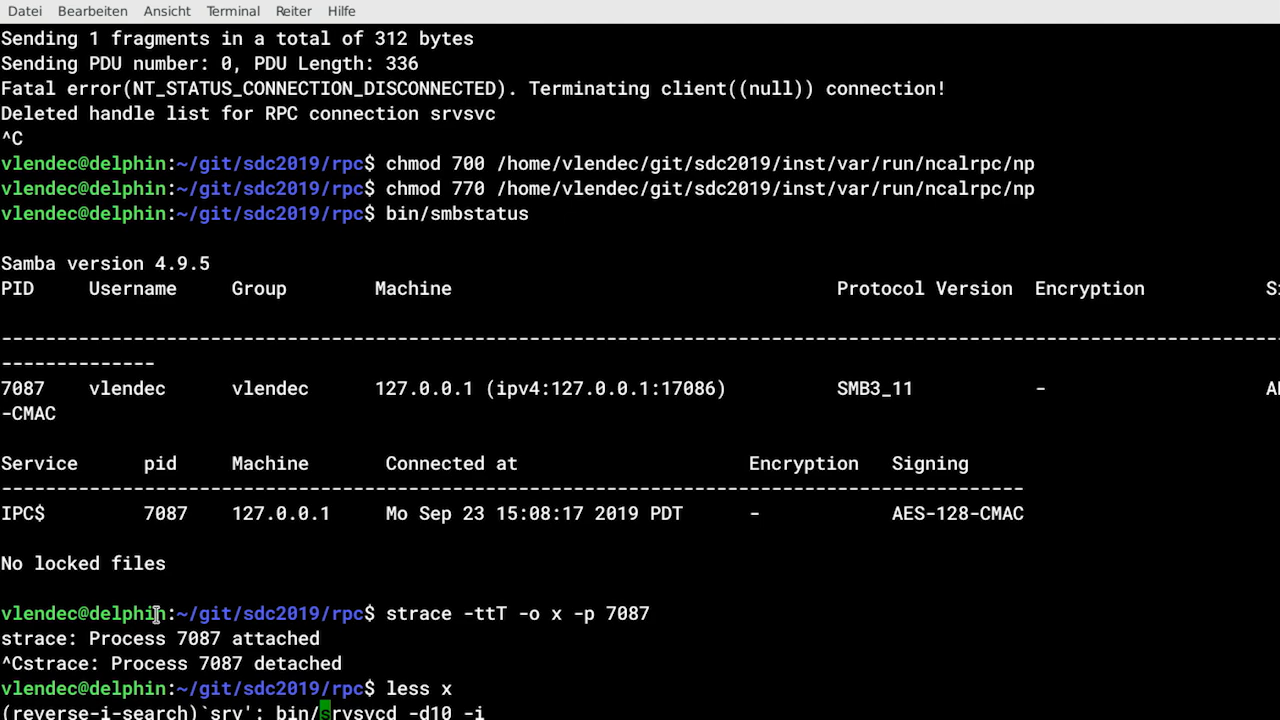 Datei Bearbeiten Ansicht Terminal Reiter Hilfe
Sending 1 fragments in a total of 312 bytes
Sending PDU number: 0, PDU Length: 336
Fatal error(NT_STATUS_CONNECTION_DISCONNECTED). Terminating client((null)) connection!
Deleted handle list for RPC connection srvsvc
^C
vlendec@delphin:~/git/sdc2019/rpc$ chmod 700 /home/vlendec/git/sdc2019/inst/var/run/ncalrpc/np
vlendec@delphin:~/git/sdc2019/rpc$ chmod 770 /home/vlendec/git/sdc2019/inst/var/run/ncalrpc/np
vlendec@delphin:~/git/sdc2019/rpc$ bin/smbstatus
Samba version 4.9.5
PID Username Group Machine Protocol Version Encryption S
----------------------------------------------------------------------------------------------------------------------
--------------
7087 vlendec vlendec 127.0.0.1 (ipv4:127.0.0.1:17086) SMB3_11 - A
-CMAC
Service pid Machine Connected at Encryption Signing
---------------------------------------------------------------------------------------------
IPC$ 7087 127.0.0.1 Mo Sep 23 15:08:17 2019 PDT - AES-128-CMAC
No locked files
vlendec@delphin:~/git/sdc2019/rpc$ strace -ttT -o x -p 7087
strace: Process 7087 attached
^Cstrace: Process 7087 detached
vlendec@delphin:~/git/sdc2019/rpc$ less x
(reverse-i-search)`srv': bin/srvsvcd -d10 -i